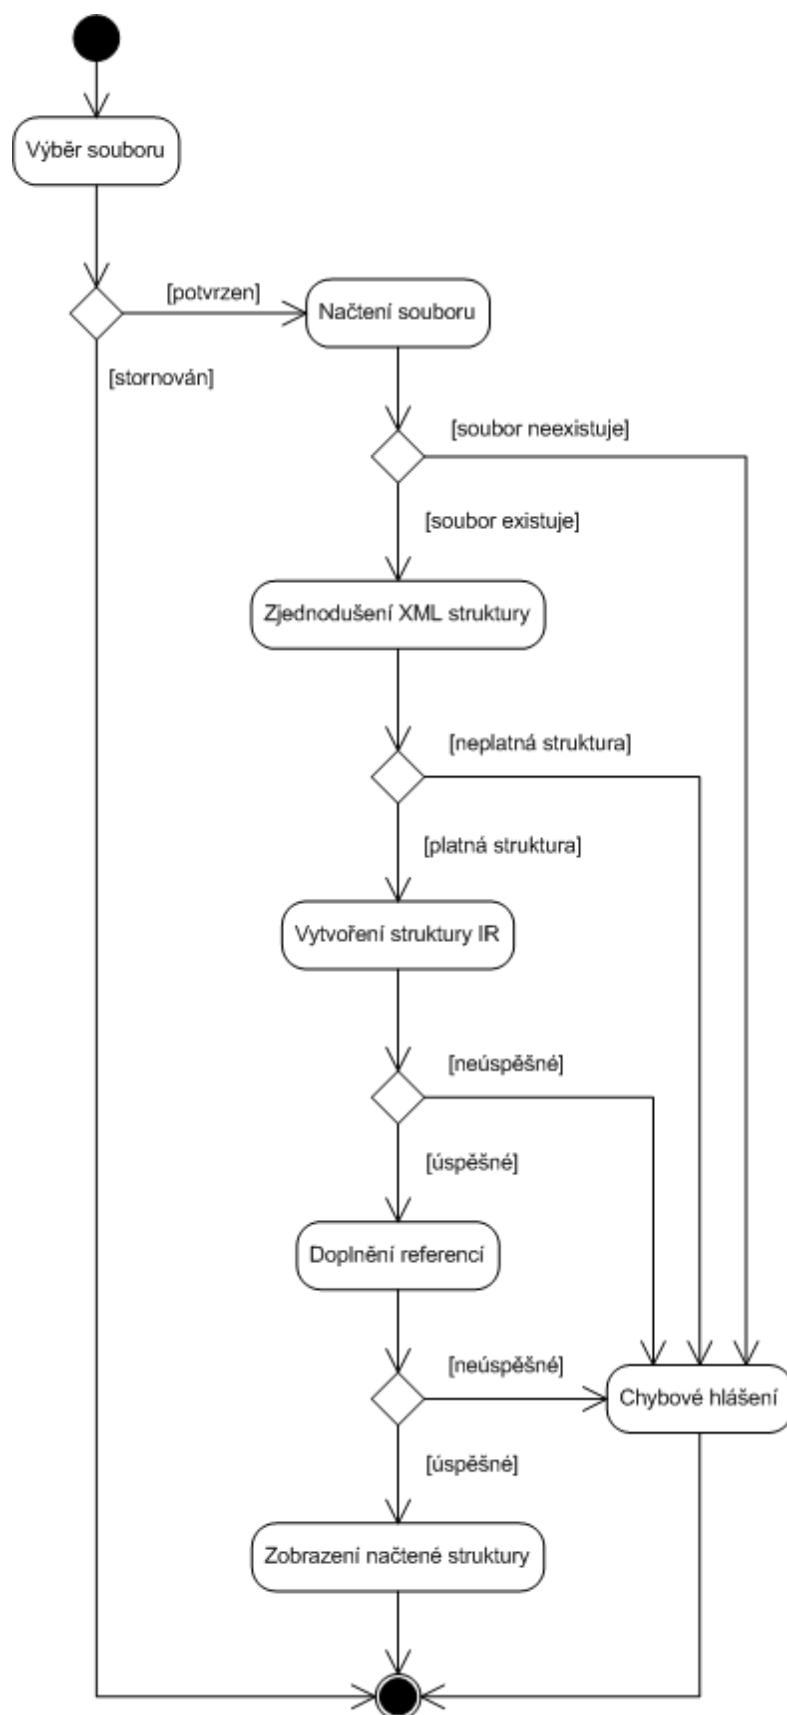 Výběr souboru
[potvrzen]
Načtení souboru
[stornován]
[soubor neexistuje]
[soubor existuje]
Zjednodušení XML struktury
[neplatná struktura]
[platná struktura]
Vytvoření struktury IR
[neúspěšné]
[úspěšné]
Doplnění referencí
[neúspěšné]
Chybové hlášení
[úspěšné]
Zobrazení načtené struktury